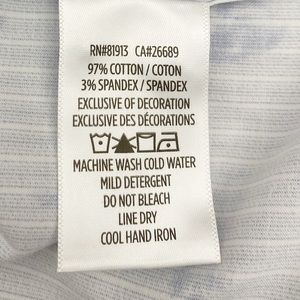 RN#81913 CA#26689
97% COTTON / COTON
3% SPANDEX / SPANDEX
EXCLUSIVE OF DECORATION
EXCLUSIVE DES DÉCORATIONS
MACHINE WASH COLD WATER
MILD DETERGENT
DO NOT BLEACH
LINE DRY
COOL HAND IRON